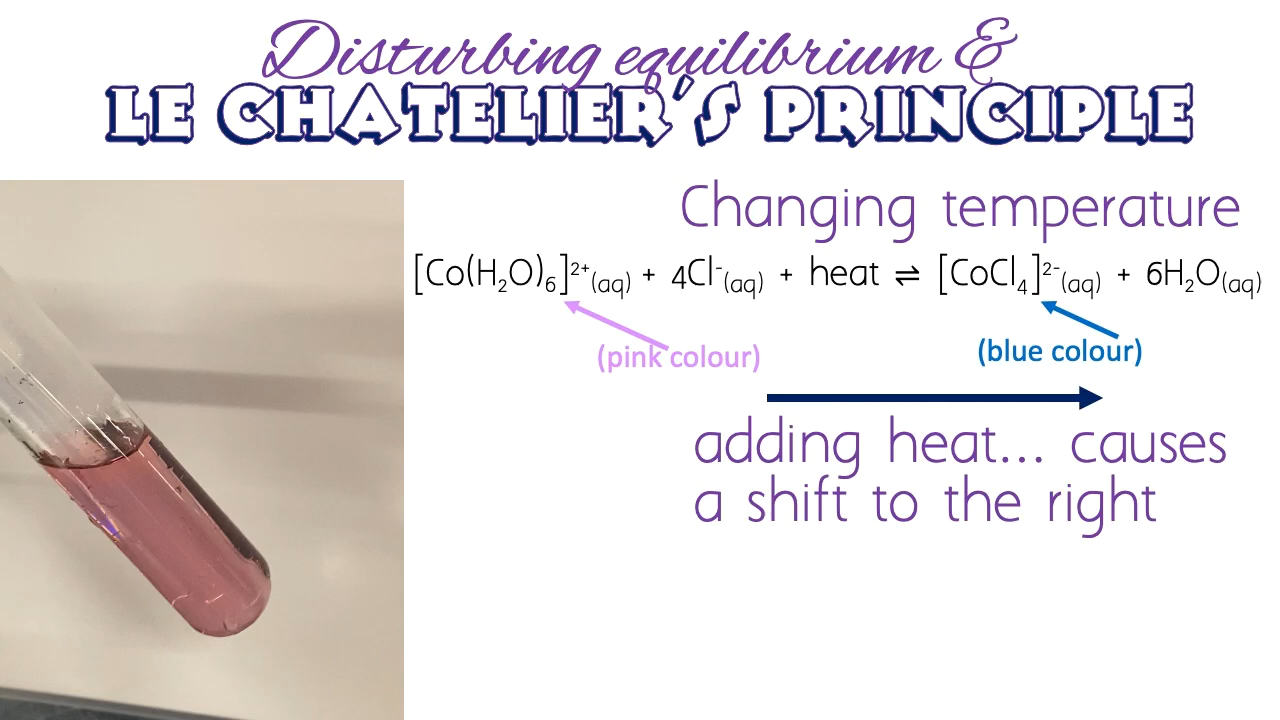 Disturbing equilibrium &
LE CHATELIER'S PRINCIPLE
Changing temperature
[Co(H₂O)₆]²⁺(aq) + 4Cl⁻(aq) + heat ⇌ [CoCl₄]²⁻(aq) + 6H₂O(aq)
(pink colour)
(blue colour)
adding heat... causes
a shift to the right